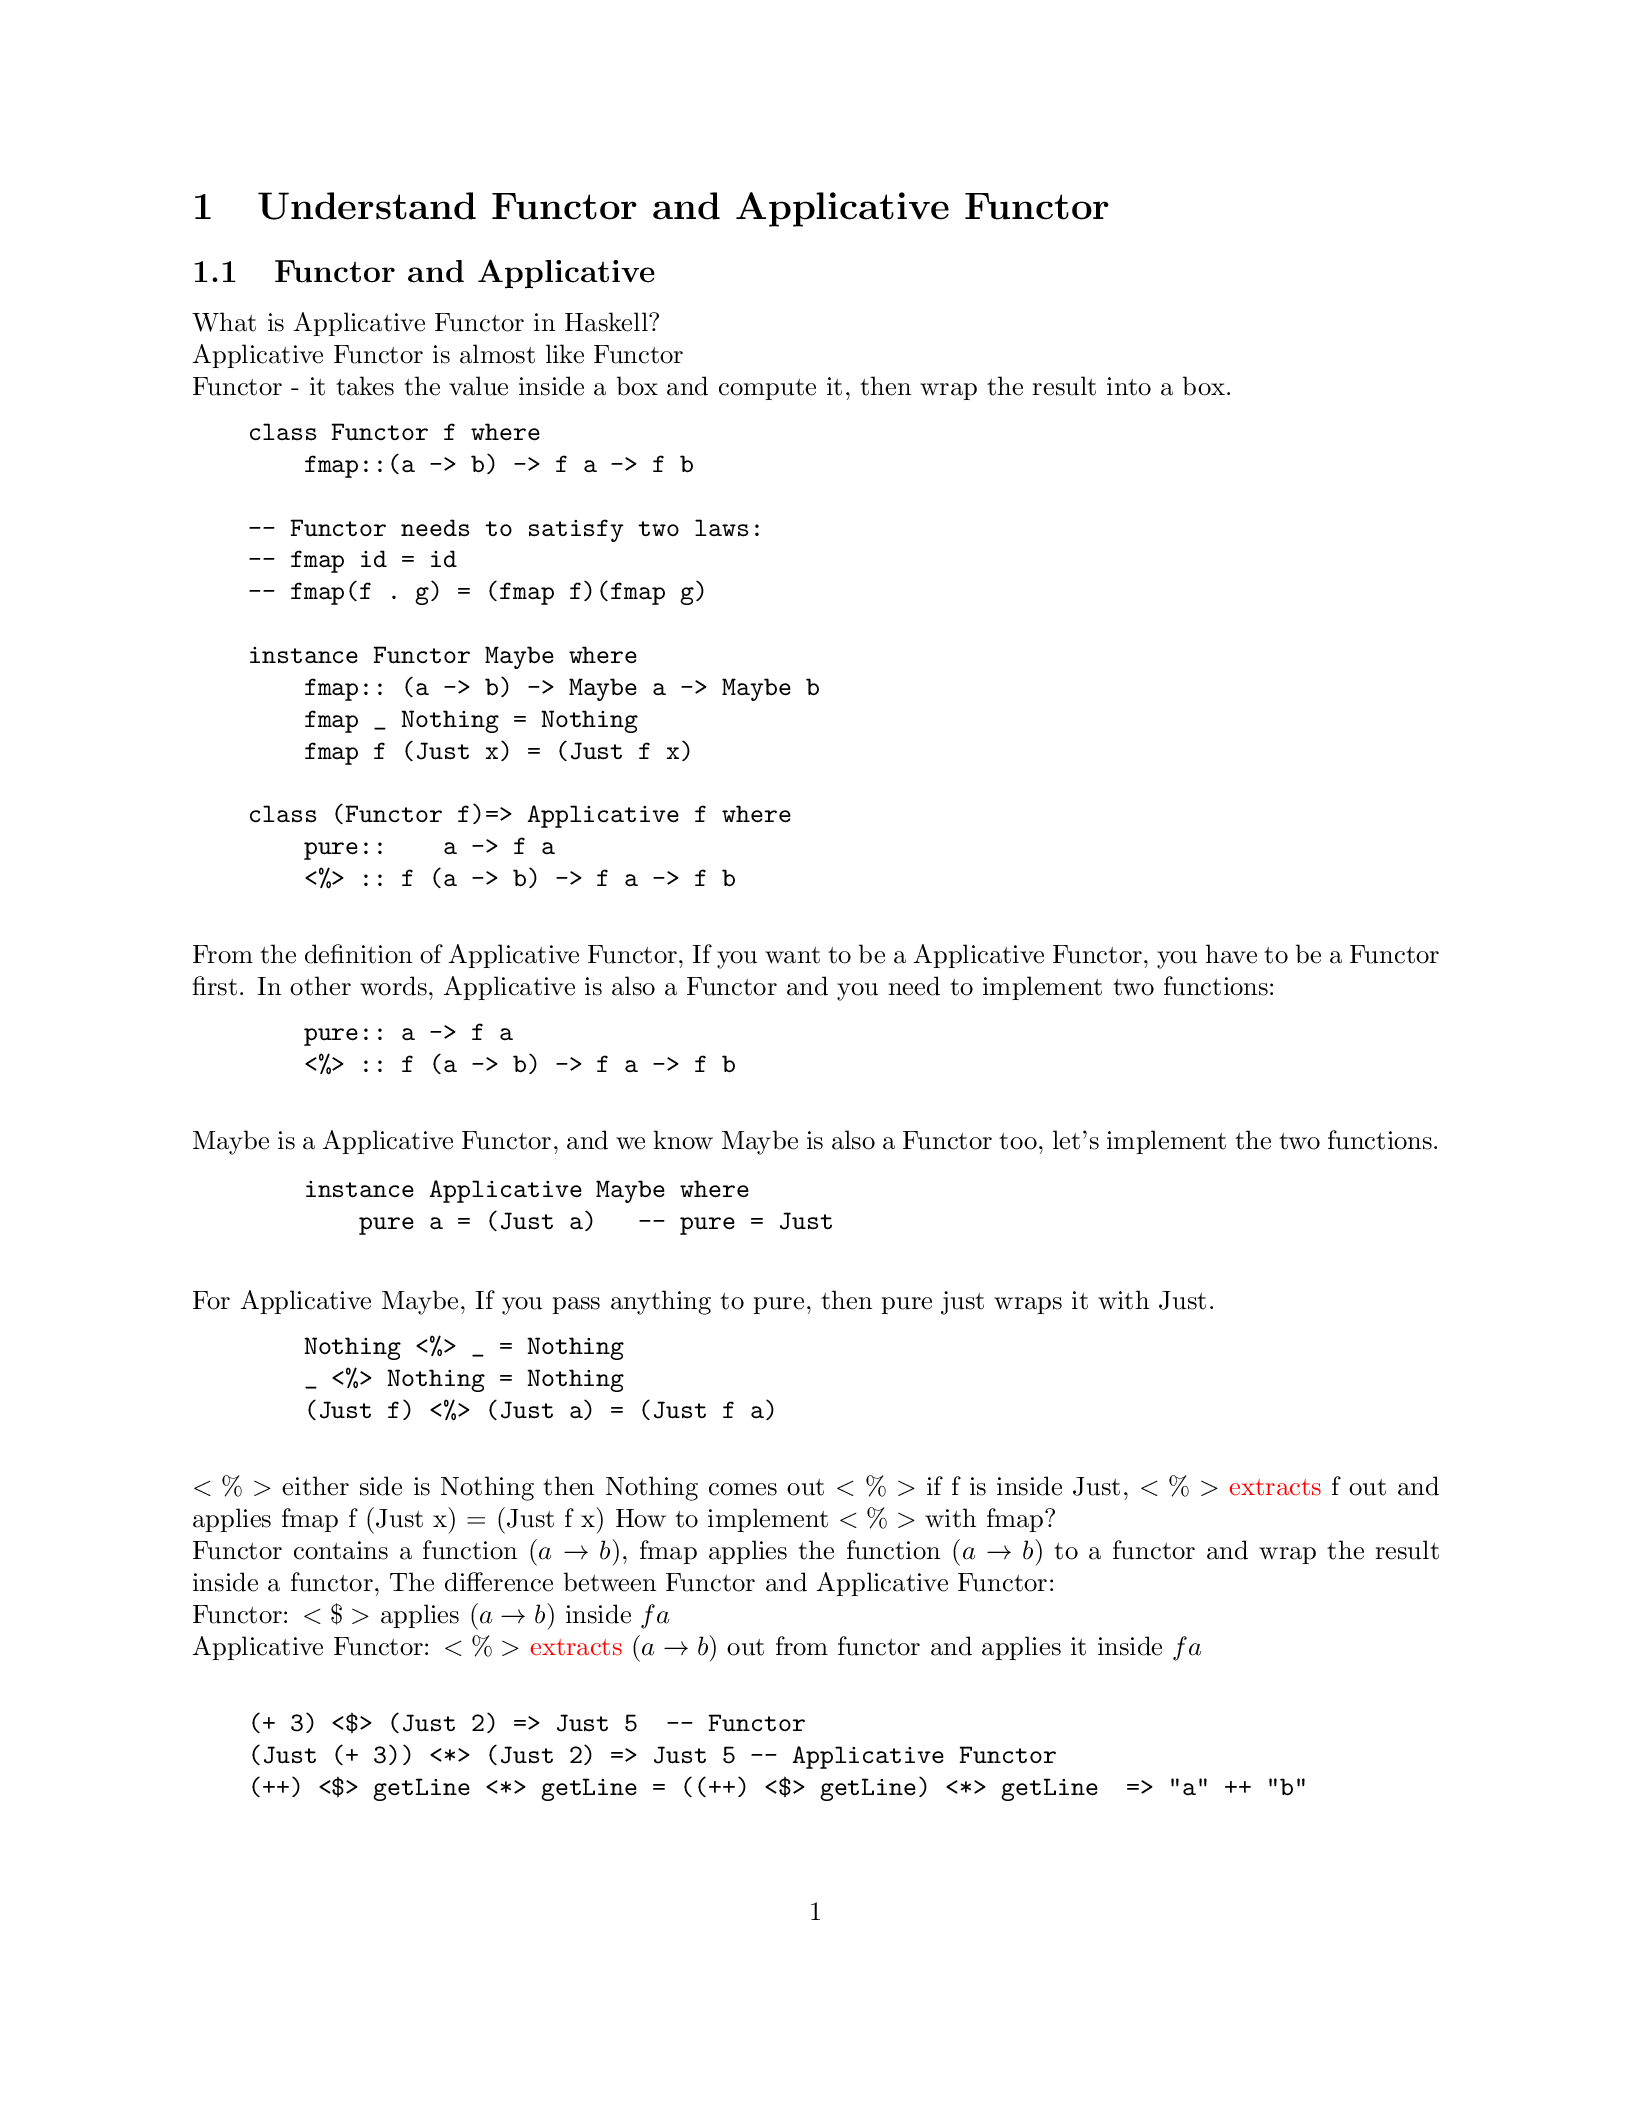 1 Understand Functor and Applicative Functor
1.1 Functor and Applicative
What is Applicative Functor in Haskell?
Applicative Functor is almost like Functor
Functor - it takes the value inside a box and compute it, then wrap the result into a box.
class Functor f where
    fmap::(a -> b) -> f a -> f b
-- Functor needs to satisfy two laws:
-- fmap id = id
-- fmap(f . g) = (fmap f)(fmap g)
instance Functor Maybe where
    fmap:: (a -> b) -> Maybe a -> Maybe b
    fmap _ Nothing = Nothing
    fmap f (Just x) = (Just f x)
class (Functor f)=> Applicative f where
    pure::    a -> f a
    <%> :: f (a -> b) -> f a -> f b
From the definition of Applicative Functor, If you want to be a Applicative Functor, you have to be a Functor
first. In other words, Applicative is also a Functor and you need to implement two functions:
    pure:: a -> f a
    <%> :: f (a -> b) -> f a -> f b
Maybe is a Applicative Functor, and we know Maybe is also a Functor too, let's implement the two functions.
    instance Applicative Maybe where
        pure a = (Just a)   -- pure = Just
For Applicative Maybe, If you pass anything to pure, then pure just wraps it with Just.
    Nothing <%> _ = Nothing
    _ <%> Nothing = Nothing
    (Just f) <%> (Just a) = (Just f a)
< % > either side is Nothing then Nothing comes out < % > if f is inside Just, < % > extracts f out and
applies fmap f (Just x) = (Just f x) How to implement < % > with fmap?
Functor contains a function (a → b), fmap applies the function (a → b) to a functor and wrap the result
inside a functor, The difference between Functor and Applicative Functor:
Functor: < $ > applies (a → b) inside fa
Applicative Functor: < % > extracts (a → b) out from functor and applies it inside fa
(+ 3) <$> (Just 2) => Just 5  -- Functor
(Just (+ 3)) <*> (Just 2) => Just 5 -- Applicative Functor
(++) <$> getLine <*> getLine = ((++) <$> getLine) <*> getLine  => "a" ++ "b"
1